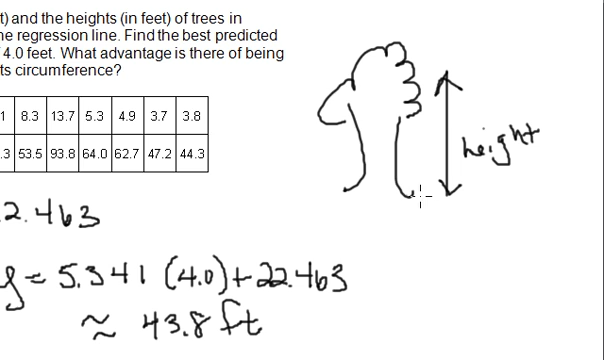 t) and the heights (in feet) of trees in
ne regression line. Find the best predicted
4.0 feet. What advantage is there of being
ts circumference?
1 8.3 13.7 5.3 4.9 3.7 3.8
.3 53.5 93.8 64.0 62.7 47.2 44.3
height
2.463
ŷ = 5.341 (4.0) + 22.463
≈ 43.8 ft